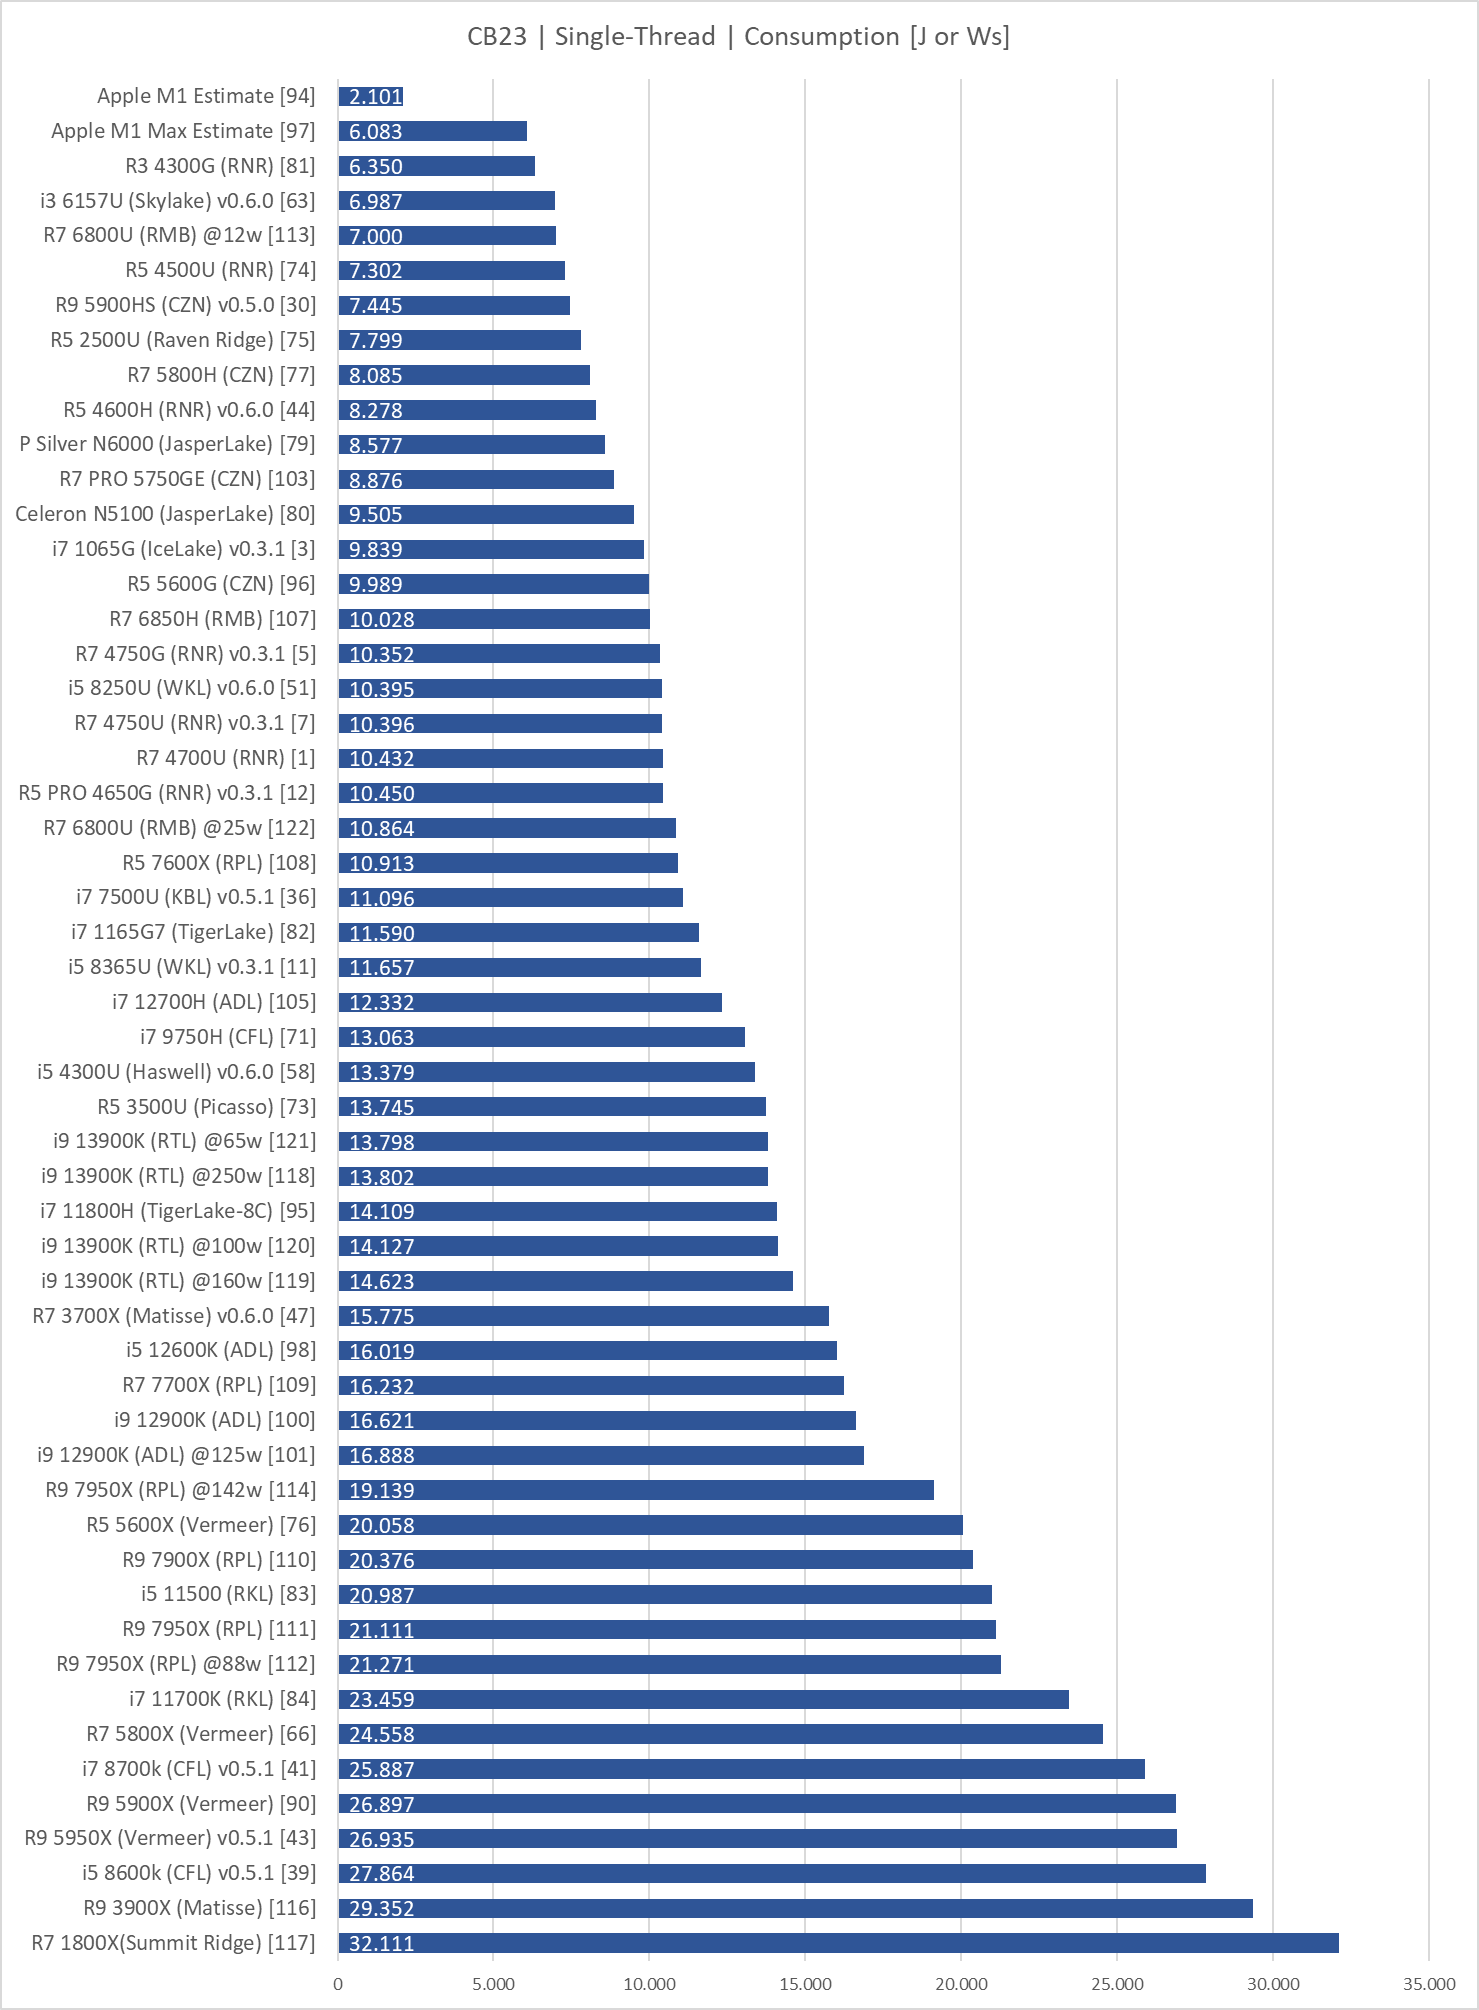 CB23 | Single-Thread | Consumption [J or Ws]
Apple M1 Estimate [94] 2.101
Apple M1 Max Estimate [97] 6.083
R3 4300G (RNR) [81] 6.350
i3 6157U (Skylake) v0.6.0 [63] 6.987
R7 6800U (RMB) @12w [113] 7.000
R5 4500U (RNR) [74] 7.302
R9 5900HS (CZN) v0.5.0 [30] 7.445
R5 2500U (Raven Ridge) [75] 7.799
R7 5800H (CZN) [77] 8.085
R5 4600H (RNR) v0.6.0 [44] 8.278
P Silver N6000 (JasperLake) [79] 8.577
R7 PRO 5750GE (CZN) [103] 8.876
Celeron N5100 (JasperLake) [80] 9.505
i7 1065G (IceLake) v0.3.1 [3] 9.839
R5 5600G (CZN) [96] 9.989
R7 6850H (RMB) [107] 10.028
R7 4750G (RNR) v0.3.1 [5] 10.352
i5 8250U (WKL) v0.6.0 [51] 10.395
R7 4750U (RNR) v0.3.1 [7] 10.396
R7 4700U (RNR) [1] 10.432
R5 PRO 4650G (RNR) v0.3.1 [12] 10.450
R7 6800U (RMB) @25w [122] 10.864
R5 7600X (RPL) [108] 10.913
i7 7500U (KBL) v0.5.1 [36] 11.096
i7 1165G7 (TigerLake) [82] 11.590
i5 8365U (WKL) v0.3.1 [11] 11.657
i7 12700H (ADL) [105] 12.332
i7 9750H (CFL) [71] 13.063
i5 4300U (Haswell) v0.6.0 [58] 13.379
R5 3500U (Picasso) [73] 13.745
i9 13900K (RTL) @65w [121] 13.798
i9 13900K (RTL) @250w [118] 13.802
i7 11800H (TigerLake-8C) [95] 14.109
i9 13900K (RTL) @100w [120] 14.127
i9 13900K (RTL) @160w [119] 14.623
R7 3700X (Matisse) v0.6.0 [47] 15.775
i5 12600K (ADL) [98] 16.019
R7 7700X (RPL) [109] 16.232
i9 12900K (ADL) [100] 16.621
i9 12900K (ADL) @125w [101] 16.888
R9 7950X (RPL) @142w [114] 19.139
R5 5600X (Vermeer) [76] 20.058
R9 7900X (RPL) [110] 20.376
i5 11500 (RKL) [83] 20.987
R9 7950X (RPL) [111] 21.111
R9 7950X (RPL) @88w [112] 21.271
i7 11700K (RKL) [84] 23.459
R7 5800X (Vermeer) [66] 24.558
i7 8700k (CFL) v0.5.1 [41] 25.887
R9 5900X (Vermeer) [90] 26.897
R9 5950X (Vermeer) v0.5.1 [43] 26.935
i5 8600k (CFL) v0.5.1 [39] 27.864
R9 3900X (Matisse) [116] 29.352
R7 1800X(Summit Ridge) [117] 32.111
0 5.000 10.000 15.000 20.000 25.000 30.000 35.000